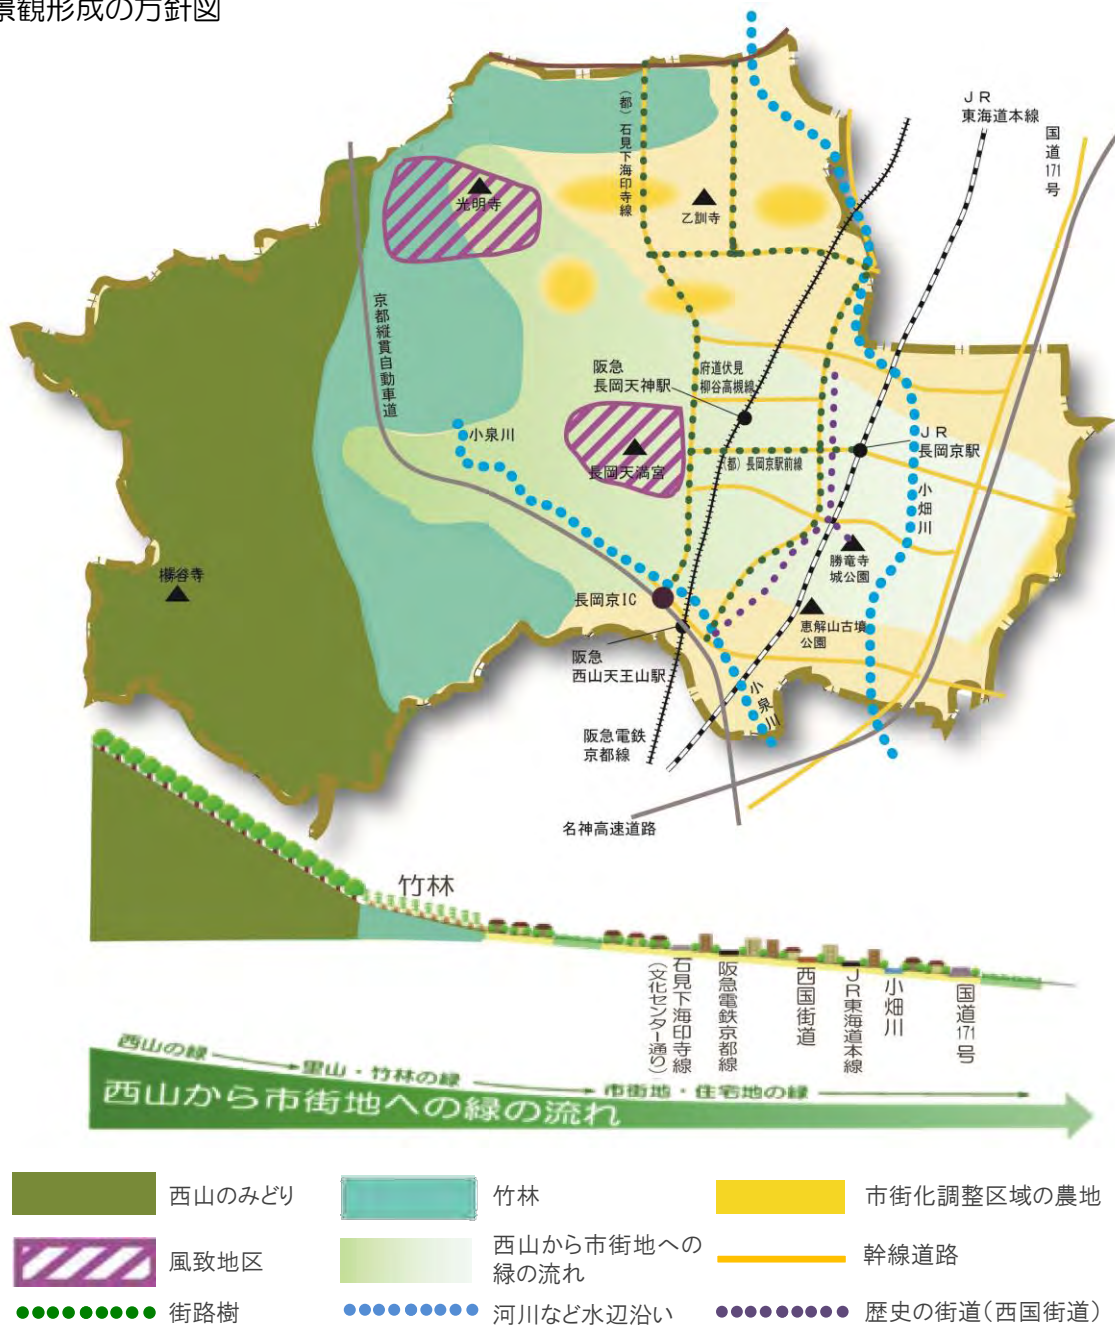 景観形成の方針図
JR
東海道本線
国道171号
(都)石見下海印寺線
光明寺
乙訓寺
京都縦貫自動車道
阪急
長岡天神駅
府道伏見
柳谷高槻線
小泉川
JR
長岡京駅
長岡天満宮
(都)長岡京駅前線
小畑川
勝竜寺
城公園
楊谷寺
長岡京IC
恵解山古墳
公園
阪急
西山天王山駅
小泉川
阪急電鉄
京都線
名神高速道路
竹林
石見下海印寺線
(文化センター通り)
阪急電鉄京都線
西国街道
JR東海道本線
小畑川
国道171号
西山の緑
里山・竹林の緑
市街地・住宅地の緑
西山から市街地への緑の流れ
西山のみどり
竹林
市街化調整区域の農地
風致地区
西山から市街地への
緑の流れ
幹線道路
街路樹
河川など水辺沿い
歴史の街道(西国街道)